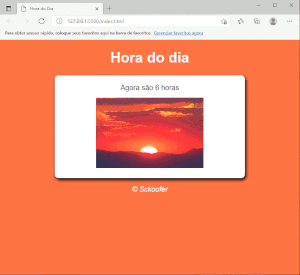 Hora do Dia
127.0.0.1:5500/index.html
Para obter acesso rápido, coloque seus favoritos aqui na barra de favoritos. Gerenciar favoritos agora
Hora do dia
Agora são 6 horas
© Sckoofer